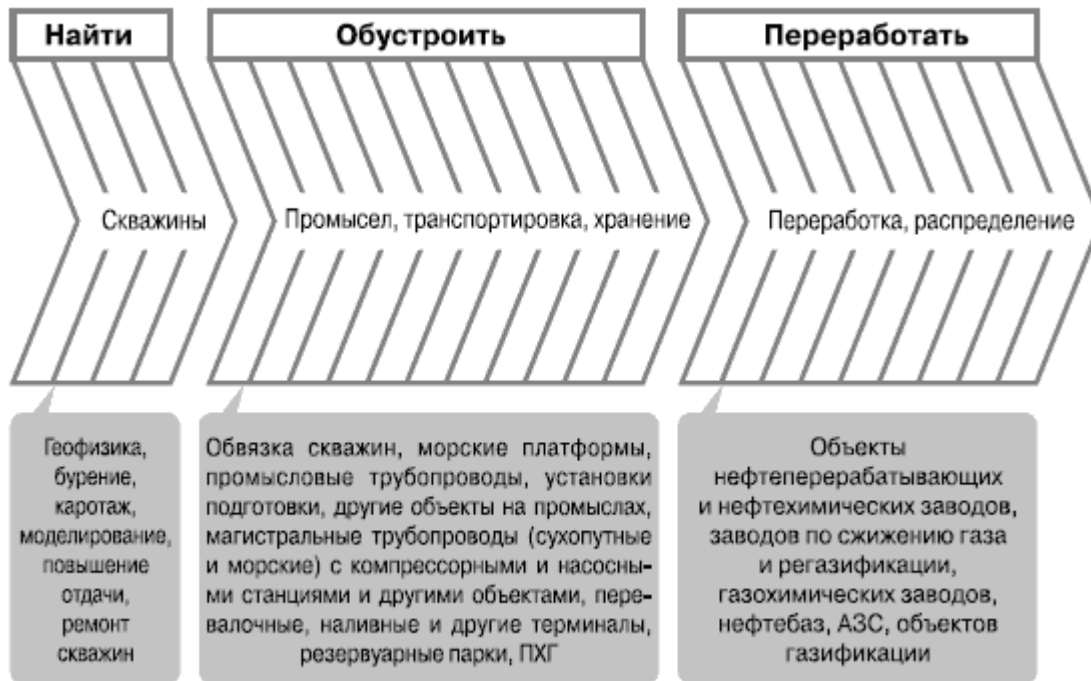 Найти
Обустроить
Переработать
Скважины
Промысел, транспортировка, хранение
Переработка, распределение
Геофизика,
бурение,
каротаж,
моделирование,
повышение
отдачи,
ремонт
скважин
Обвязка скважин, морские платформы,
промысловые трубопроводы, установки
подготовки, другие объекты на промыслах,
магистральные трубопроводы (сухопутные
и морские) с компрессорными и насосны-
ми станциями и другими объектами, пере-
валочные, наливные и другие терминалы,
резервуарные парки, ПХГ
Объекты
нефтеперерабатывающих
и нефтехимических заводов,
заводов по сжижению газа
и регазификации,
газохимических заводов,
нефтебаз, АЗС, объектов
газификации